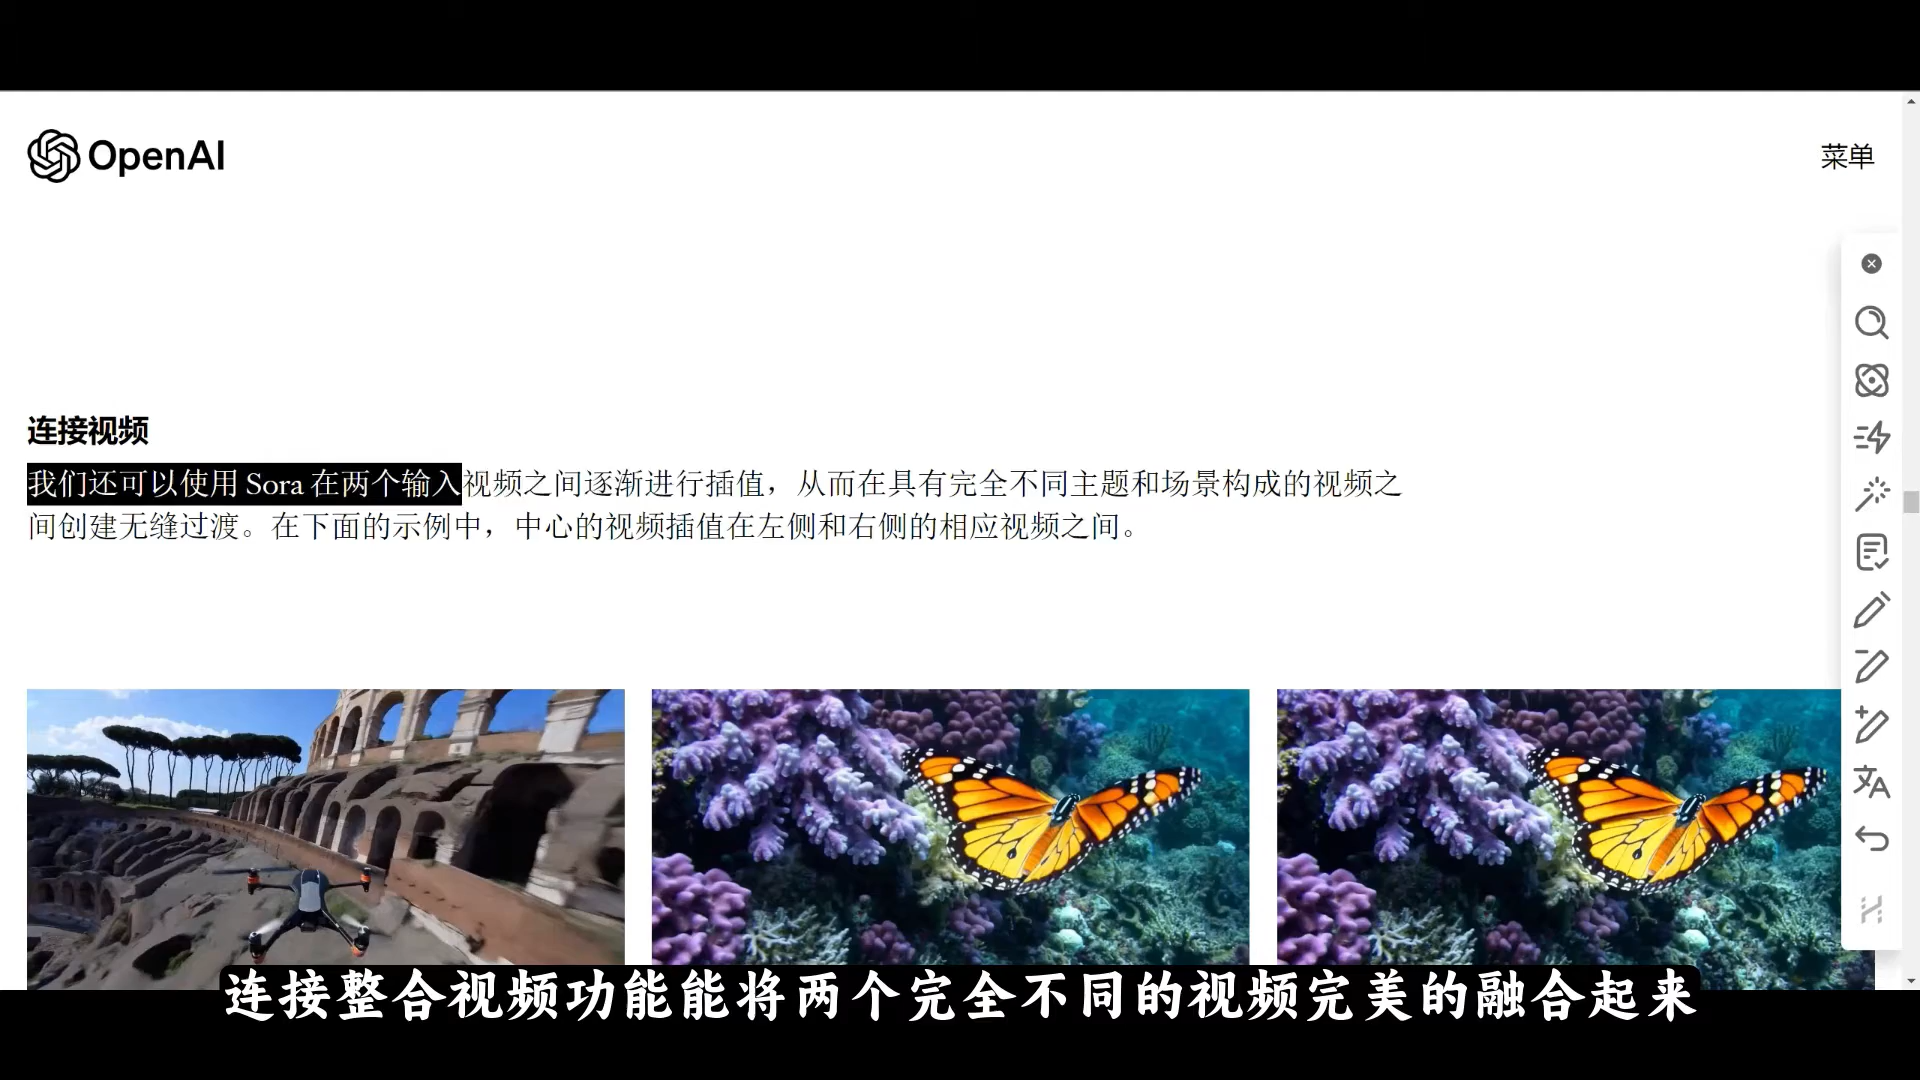 OpenAI
菜单
连接视频
我们还可以使用 Sora 在两个输入视频之间逐渐进行插值，从而在具有完全不同主题和场景构成的视频之
间创建无缝过渡。在下面的示例中，中心的视频插值在左侧和右侧的相应视频之间。
连接整合视频功能能将两个完全不同的视频完美的融合起来